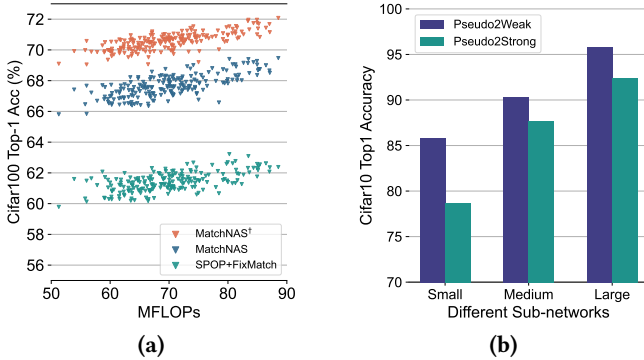 Cifar100 Top-1 Acc (%)
72
70
68
66
64
62
60
58
56
MatchNAS†
MatchNAS
SPOP+FixMatch
50
60
70
80
90
MFLOPs
(a)
Cifar10 Top1 Accuracy
100
95
90
85
80
75
70
Pseudo2Weak
Pseudo2Strong
Small
Medium
Large
Different Sub-networks
(b)